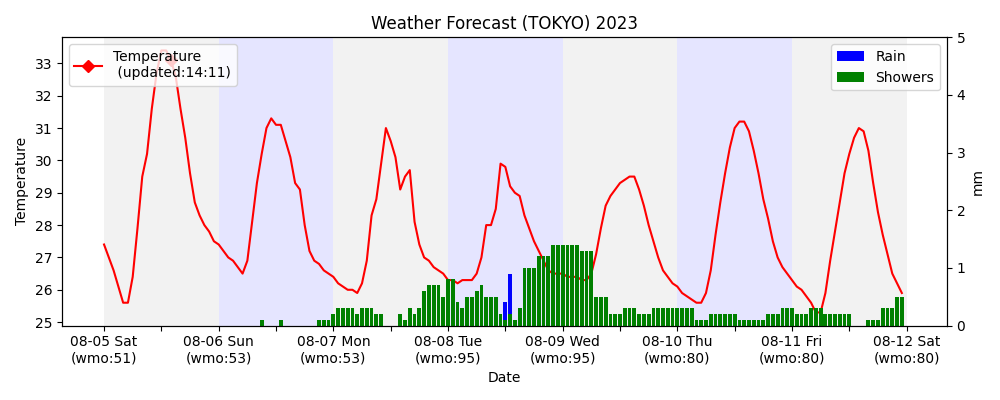 Weather Forecast (TOKYO) 2023
Temperature
(updated:14:11)
Rain
Showers
Temperature
33
32
31
30
29
28
27
26
25
5
4
3
2
1
0
mm
08-05 Sat 08-06 Sun 08-07 Mon 08-08 Tue 08-09 Wed 08-10 Thu 08-11 Fri 08-12 Sat
(wmo:51) (wmo:53) (wmo:53) (wmo:95) (wmo:95) (wmo:80) (wmo:80) (wmo:80)
Date